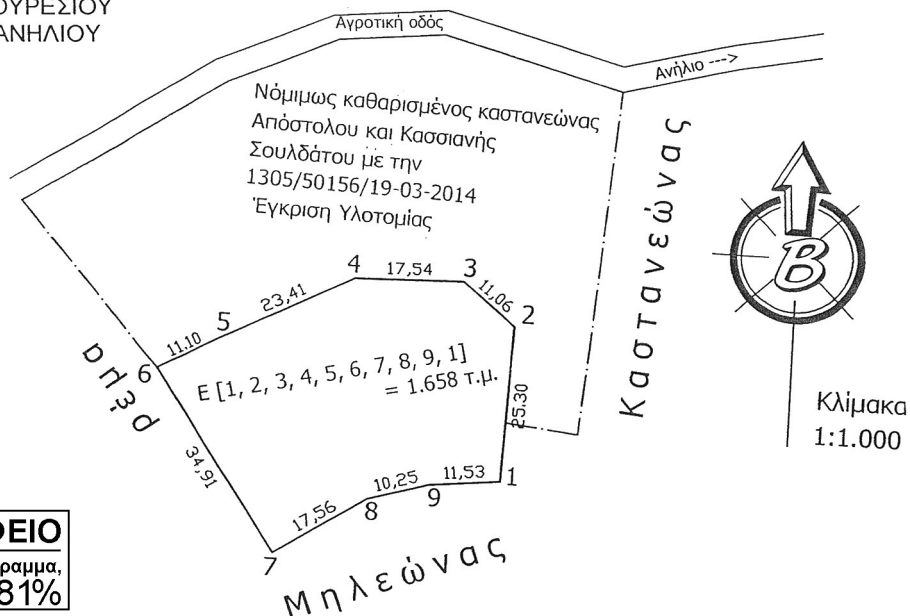 ΟΥΡΕΣΙΟΥ
ΑΝΗΛΙΟΥ
Αγροτική οδός
Ανήλιο --->
Νόμιμως καθαρισμένος καστανεώνας
Απόστολου και Κασσιανής
Σουλδάτου με την
1305/50156/19-03-2014
Έγκριση Υλοτομίας
Καστανεώνας
B
Κλίμακα
1:1.000
4
17,54
3
11,06
2
23,41
5
11.10
6
ρέμα
E [1, 2, 3, 4, 5, 6, 7, 8, 9, 1]
= 1.658 τ.μ.
25.30
34,91
17,56
8
10,25
9
11,53
1
7
Μηλεώνας
ΕΙΟ
ραμμα,
81%